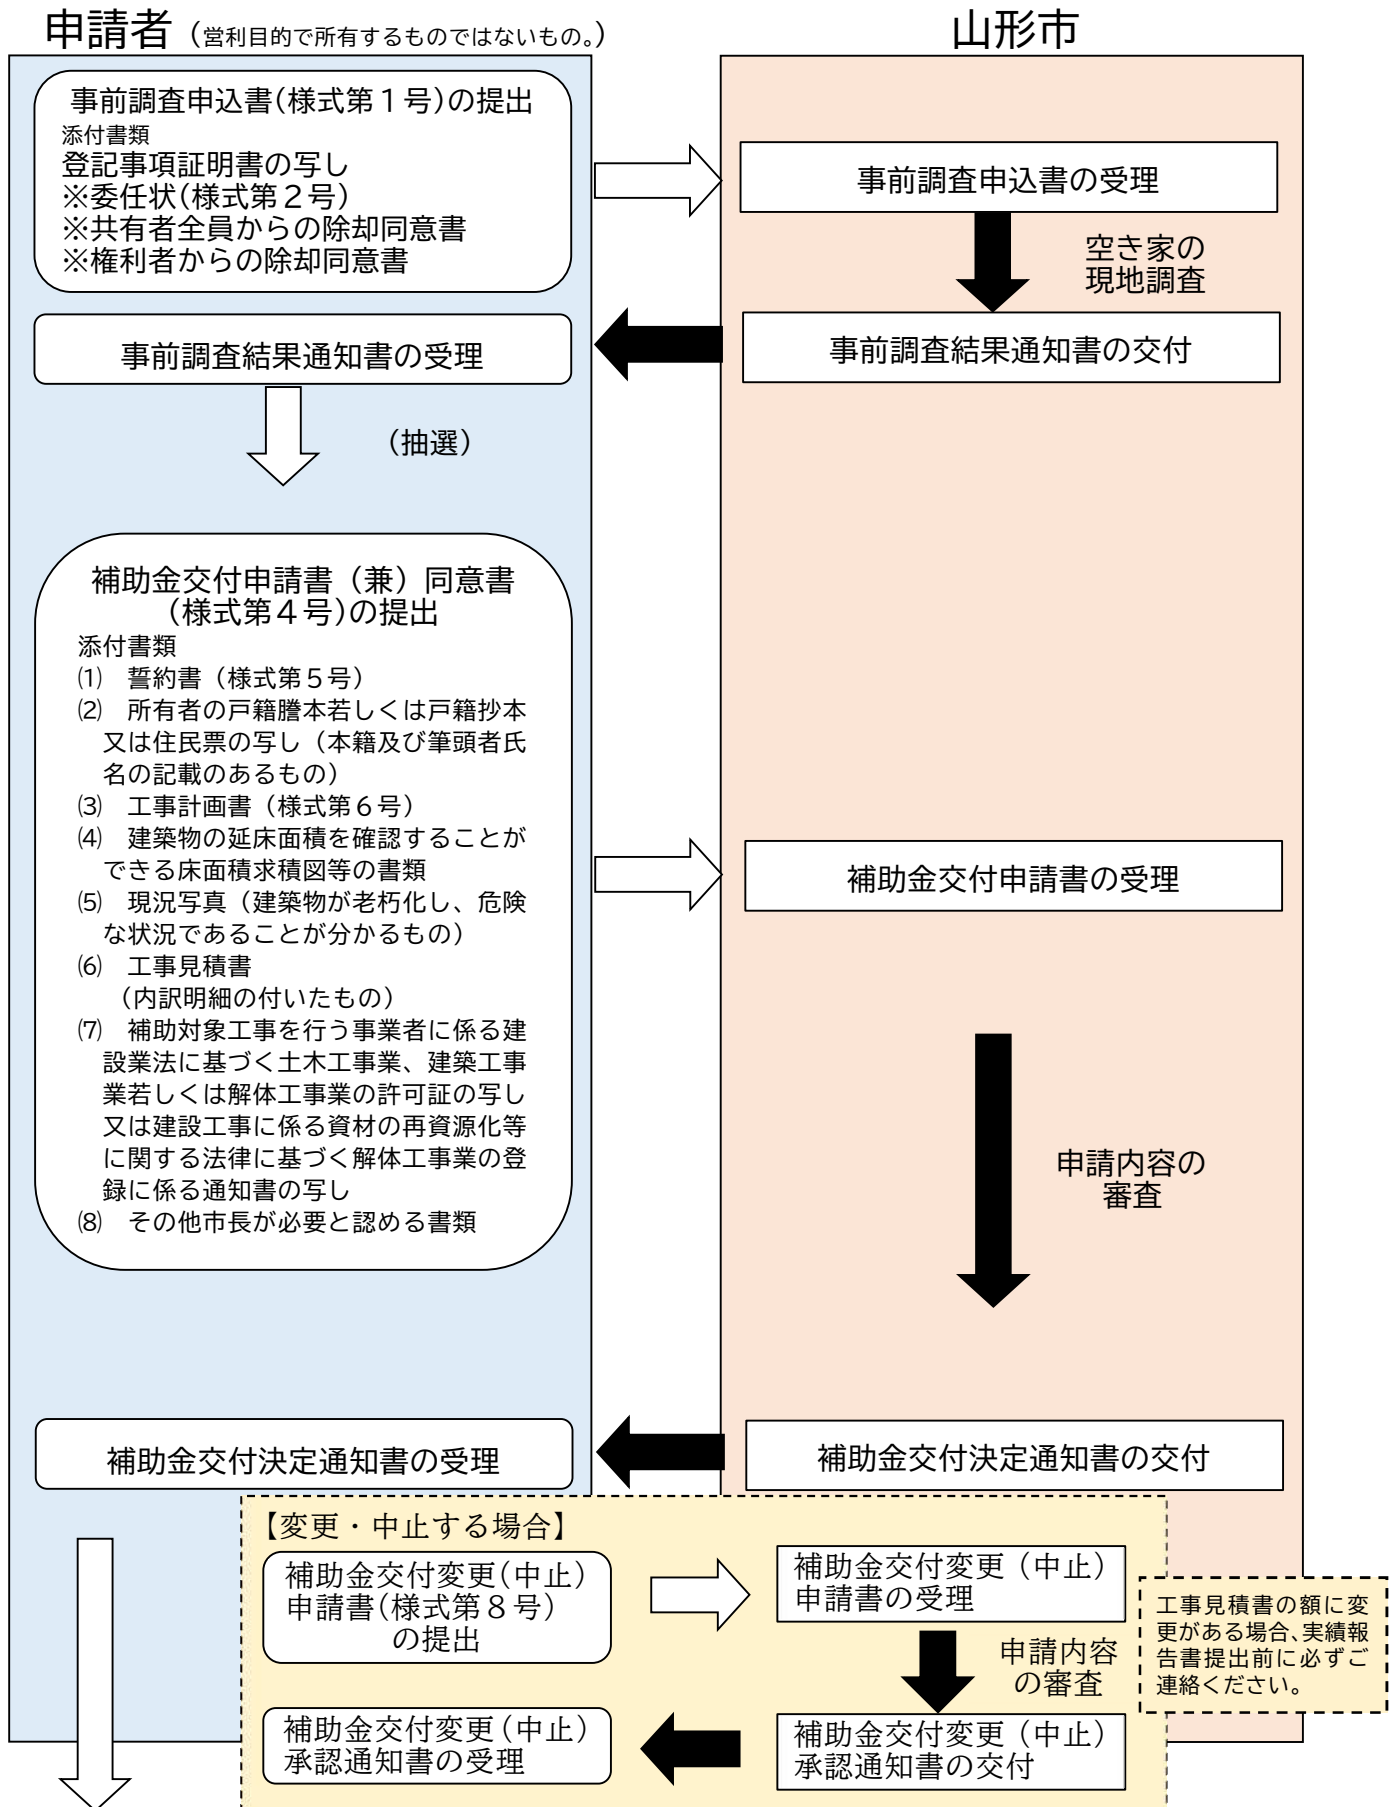 申請者（営利目的で所有するものではないもの。）
山形市
事前調査申込書(様式第１号)の提出
添付書類
登記事項証明書の写し
※委任状(様式第２号)
※共有者全員からの除却同意書
※権利者からの除却同意書
事前調査申込書の受理
空き家の
現地調査
事前調査結果通知書の交付
事前調査結果通知書の受理
（抽選）
補助金交付申請書（兼）同意書
(様式第４号)の提出
添付書類
⑴　誓約書（様式第５号）
⑵　所有者の戸籍謄本若しくは戸籍抄本
又は住民票の写し（本籍及び筆頭者氏
名の記載のあるもの）
⑶　工事計画書（様式第６号）
⑷　建築物の延床面積を確認することが
できる床面積求積図等の書類
⑸　現況写真（建築物が老朽化し、危険
な状況であることが分かるもの）
⑹　工事見積書
（内訳明細の付いたもの）
⑺　補助対象工事を行う事業者に係る建
設業法に基づく土木工事業、建築工事
業若しくは解体工事業の許可証の写し
又は建設工事に係る資材の再資源化等
に関する法律に基づく解体工事業の登
録に係る通知書の写し
⑻　その他市長が必要と認める書類
補助金交付申請書の受理
申請内容の
審査
補助金交付決定通知書の交付
補助金交付決定通知書の受理
【変更・中止する場合】
補助金交付変更(中止)
申請書(様式第８号)
の提出
補助金交付変更（中止）
申請書の受理
申請内容
の審査
工事見積書の額に変
更がある場合、実績報
告書提出前に必ずご
連絡ください。
補助金交付変更（中止）
承認通知書の交付
補助金交付変更(中止)
承認通知書の受理